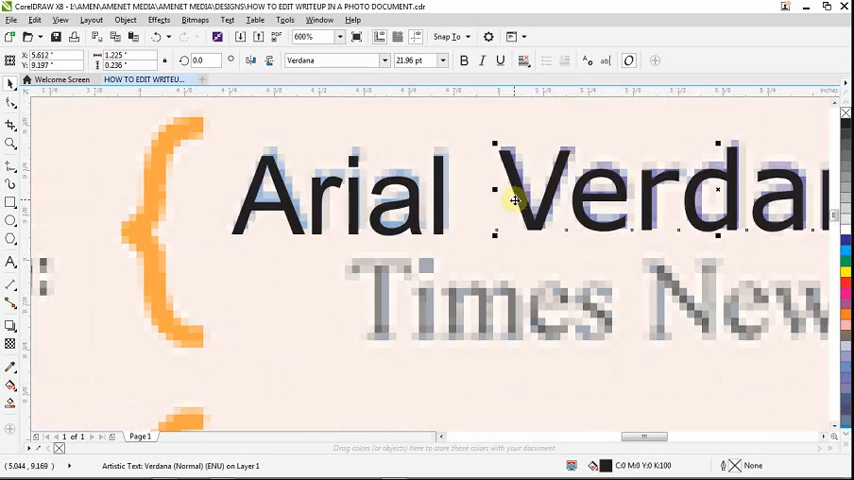 CorelDRAW X8 - I:\AMEN\AMENET MEDIA\DESIGNS\HOW TO EDIT WRITEUP IN A PHOTO DOCUMENT.cdr
File Edit View Layout Object Effects Bitmaps Text Table Tools Window Help
600% Snap To
X: 5.612 " 1.225 " 0.0 Verdana 21.96 pt
Y: 9.197 " 0.236 "
Welcome Screen HOW TO EDIT WRITEU...
inches
Arial Verda
Times New
1 of 1 Page 1
Drag colors (or objects) here to store these colors with your document
(5.044 , 9.169 ) Artistic Text: Verdana (Normal) (ENU) on Layer 1 C:0 M:0 Y:0 K:100 None